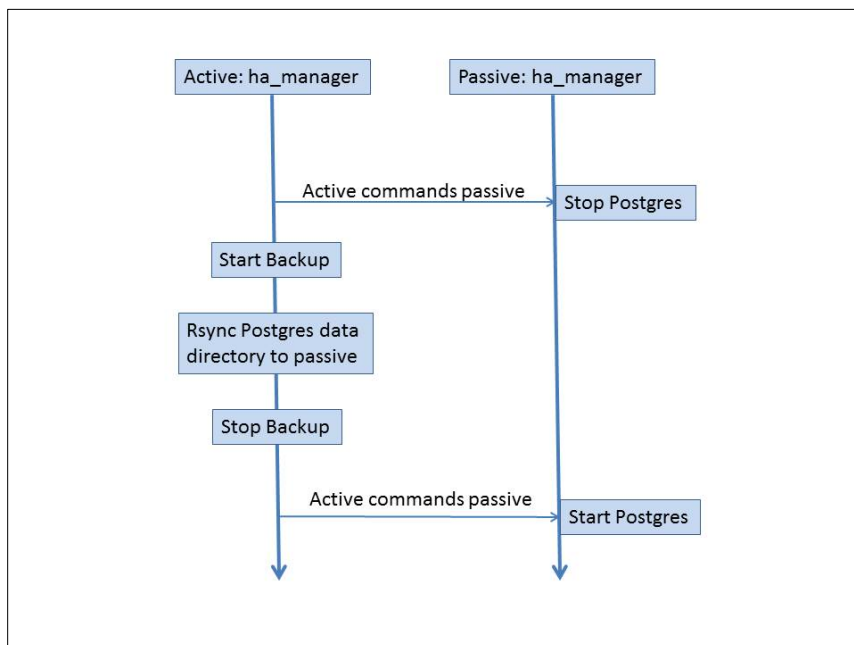 Active: ha_manager
Passive: ha_manager
Active commands passive
Stop Postgres
Start Backup
Rsync Postgres data
directory to passive
Stop Backup
Active commands passive
Start Postgres